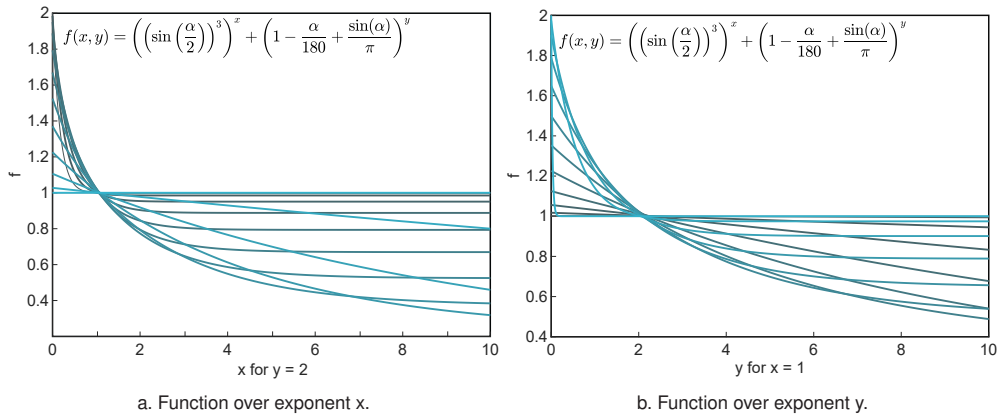 2
1.8
1.6
1.4
1.2
1
0.8
0.6
0.4
f
f(x, y) = ((sin(α/2))^3)^x + (1 − α/180 + sin(α)/π)^y
0 2 4 6 8 10
x for y = 2
a. Function over exponent x.
2
1.8
1.6
1.4
1.2
1
0.8
0.6
0.4
f
f(x, y) = ((sin(α/2))^3)^x + (1 − α/180 + sin(α)/π)^y
0 2 4 6 8 10
y for x = 1
b. Function over exponent y.